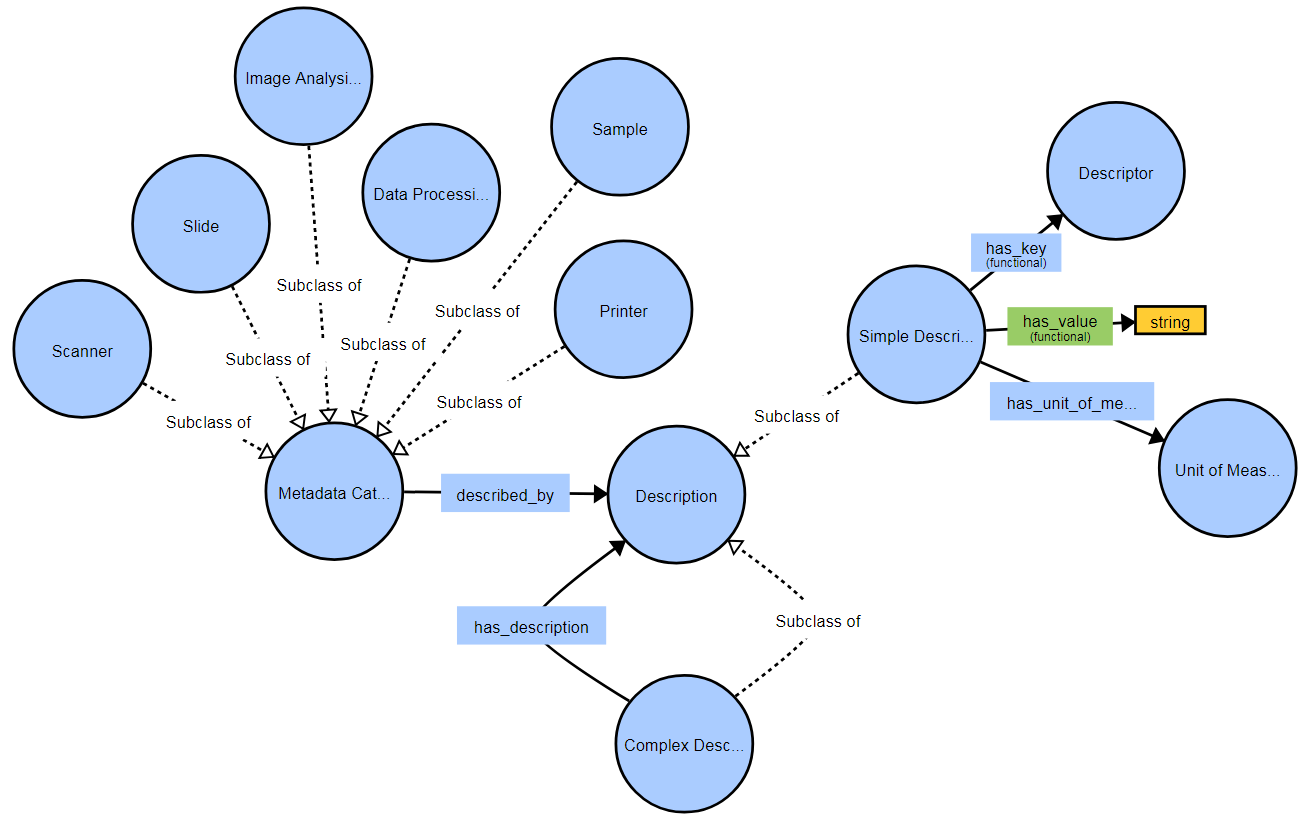 Image Analysi...
Sample
Data Processi...
Descriptor
Slide
has_key
(functional)
Subclass of
Subclass of
Printer
has_value
(functional)
string
Simple Descri...
Subclass of
Scanner
Subclass of
Subclass of
has_unit_of_me...
Subclass of
Subclass of
Unit of Meas...
Metadata Cat...
described_by
Description
Subclass of
has_description
Complex Desc...